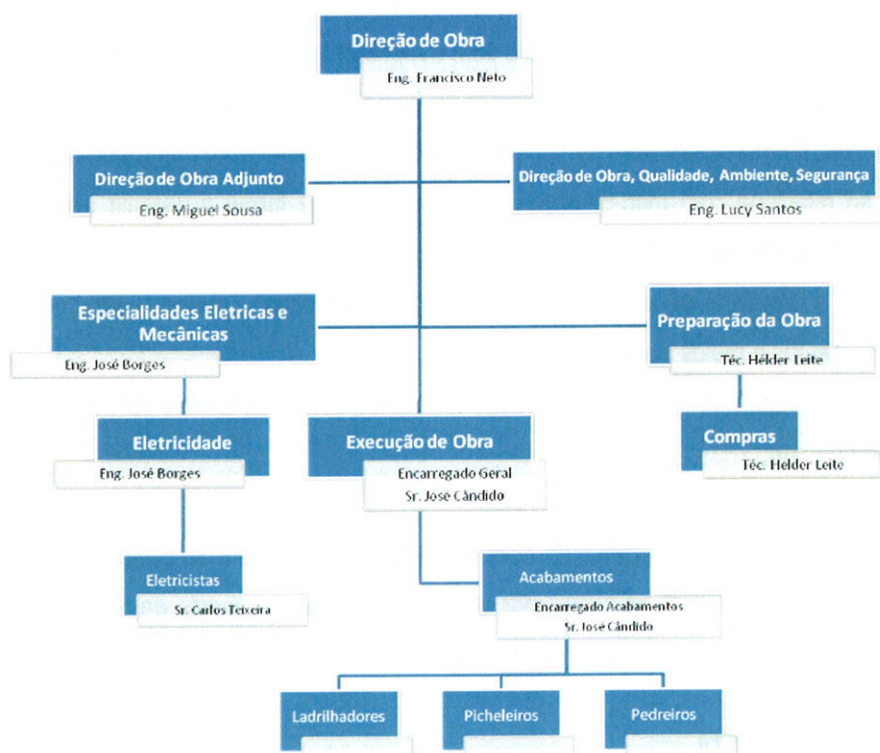 Direção de Obra
Eng. Francisco Neto
Direção de Obra Adjunto
Eng. Miguel Sousa
Direção de Obra, Qualidade, Ambiente, Segurança
Eng. Lucy Santos
Especialidades Eletricas e
Mecânicas
Eng. José Borges
Preparação da Obra
Téc. Hélder Leite
Eletricidade
Eng. José Borges
Execução de Obra
Encarregado Geral
Sr. José Cândido
Compras
Téc. Helder Leite
Eletricistas
Sr. Carlos Teixeira
Acabamentos
Encarregado Acabamentos
Sr. José Cândido
Ladrilhadores
Picheleiros
Pedreiros